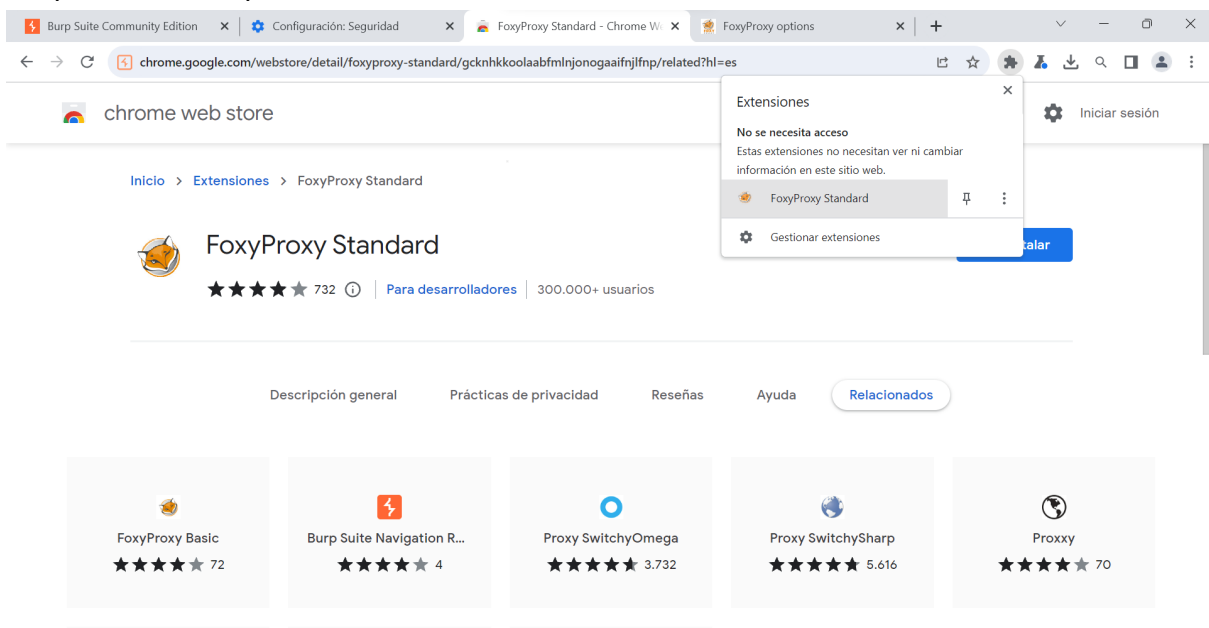 Burp Suite Community Edition
Configuración: Seguridad
FoxyProxy Standard - Chrome W
FoxyProxy options
chrome.google.com/webstore/detail/foxyproxy-standard/gcknhkkoolaabfmlnjonogaaifnjlfnp/related?hl=es
Extensiones
chrome web store
Iniciar sesión
No se necesita acceso
Estas extensiones no necesitan ver ni cambiar
información en este sitio web.
Inicio > Extensiones > FoxyProxy Standard
FoxyProxy Standard
Gestionar extensiones
FoxyProxy Standard
talar
732 Para desarrolladores 300.000+ usuarios
Descripción general Prácticas de privacidad Reseñas Ayuda Relacionados
FoxyProxy Basic
72
Burp Suite Navigation R...
4
Proxy SwitchyOmega
3.732
Proxy SwitchySharp
5.616
Proxxy
70